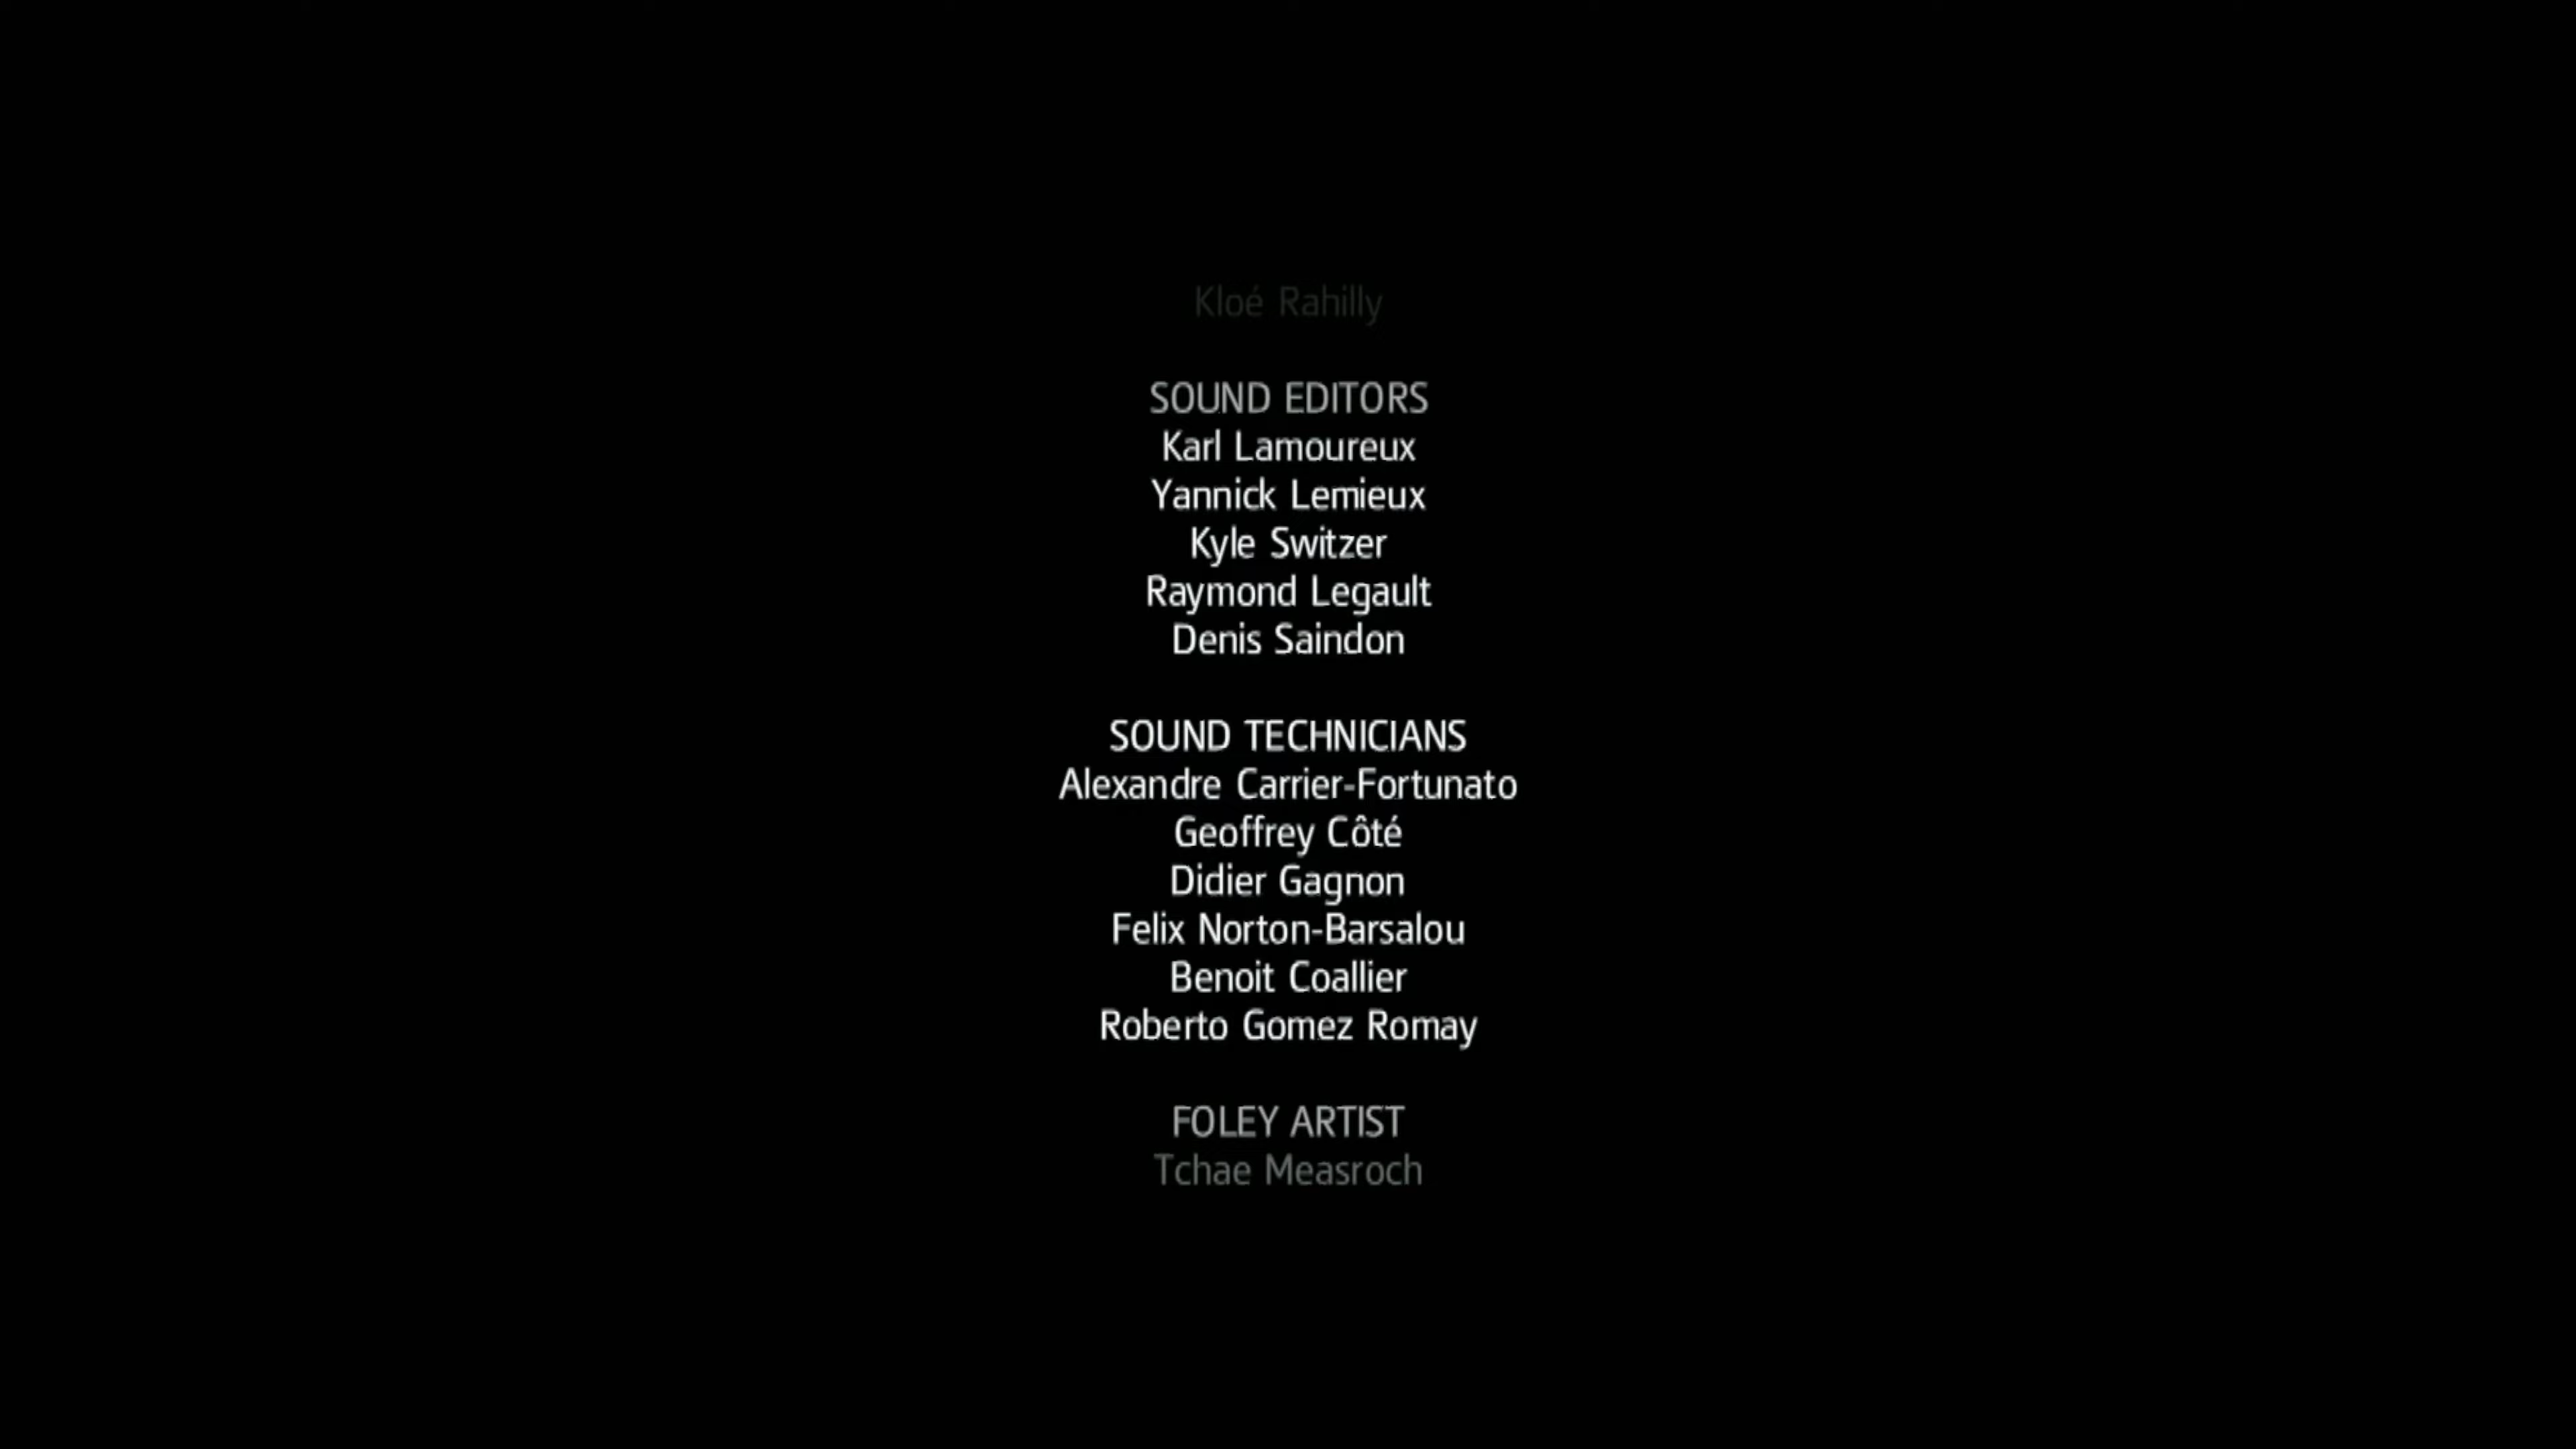 Kloé Rahilly
SOUND EDITORS
Karl Lamoureux
Yannick Lemieux
Kyle Switzer
Raymond Legault
Denis Saindon
SOUND TECHNICIANS
Alexandre Carrier-Fortunato
Geoffrey Côté
Didier Gagnon
Felix Norton-Barsalou
Benoit Coallier
Roberto Gomez Romay
FOLEY ARTIST
Tchae Measroch